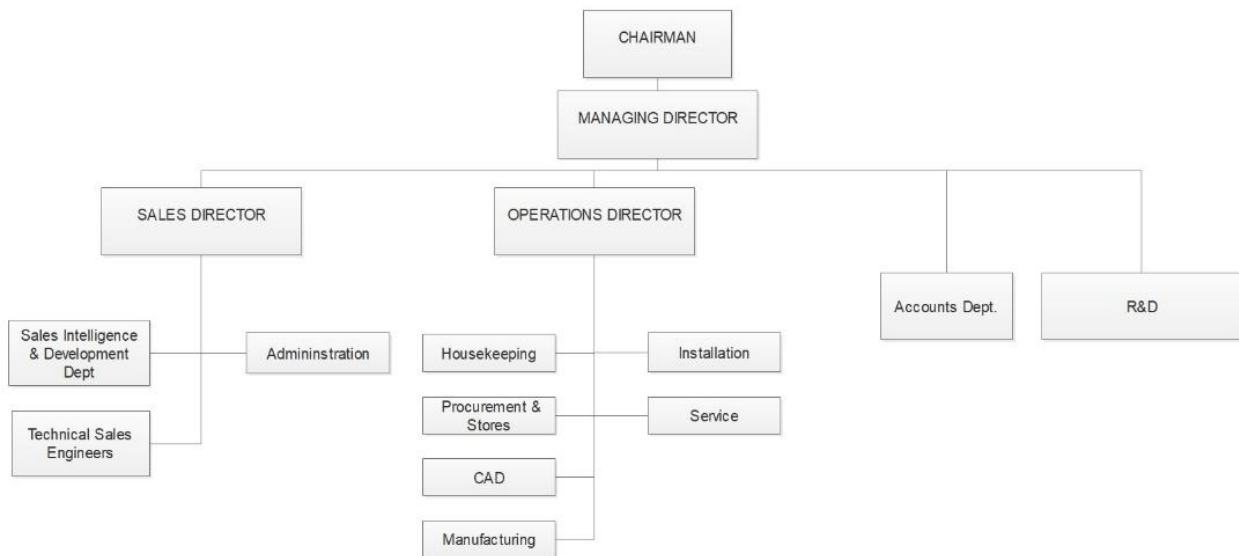 CHAIRMAN
MANAGING DIRECTOR
SALES DIRECTOR
OPERATIONS DIRECTOR
Accounts Dept.
R&D
Sales Intelligence
& Development
Dept
Admininstration
Housekeeping
Installation
Procurement &
Stores
Service
Technical Sales
Engineers
CAD
Manufacturing